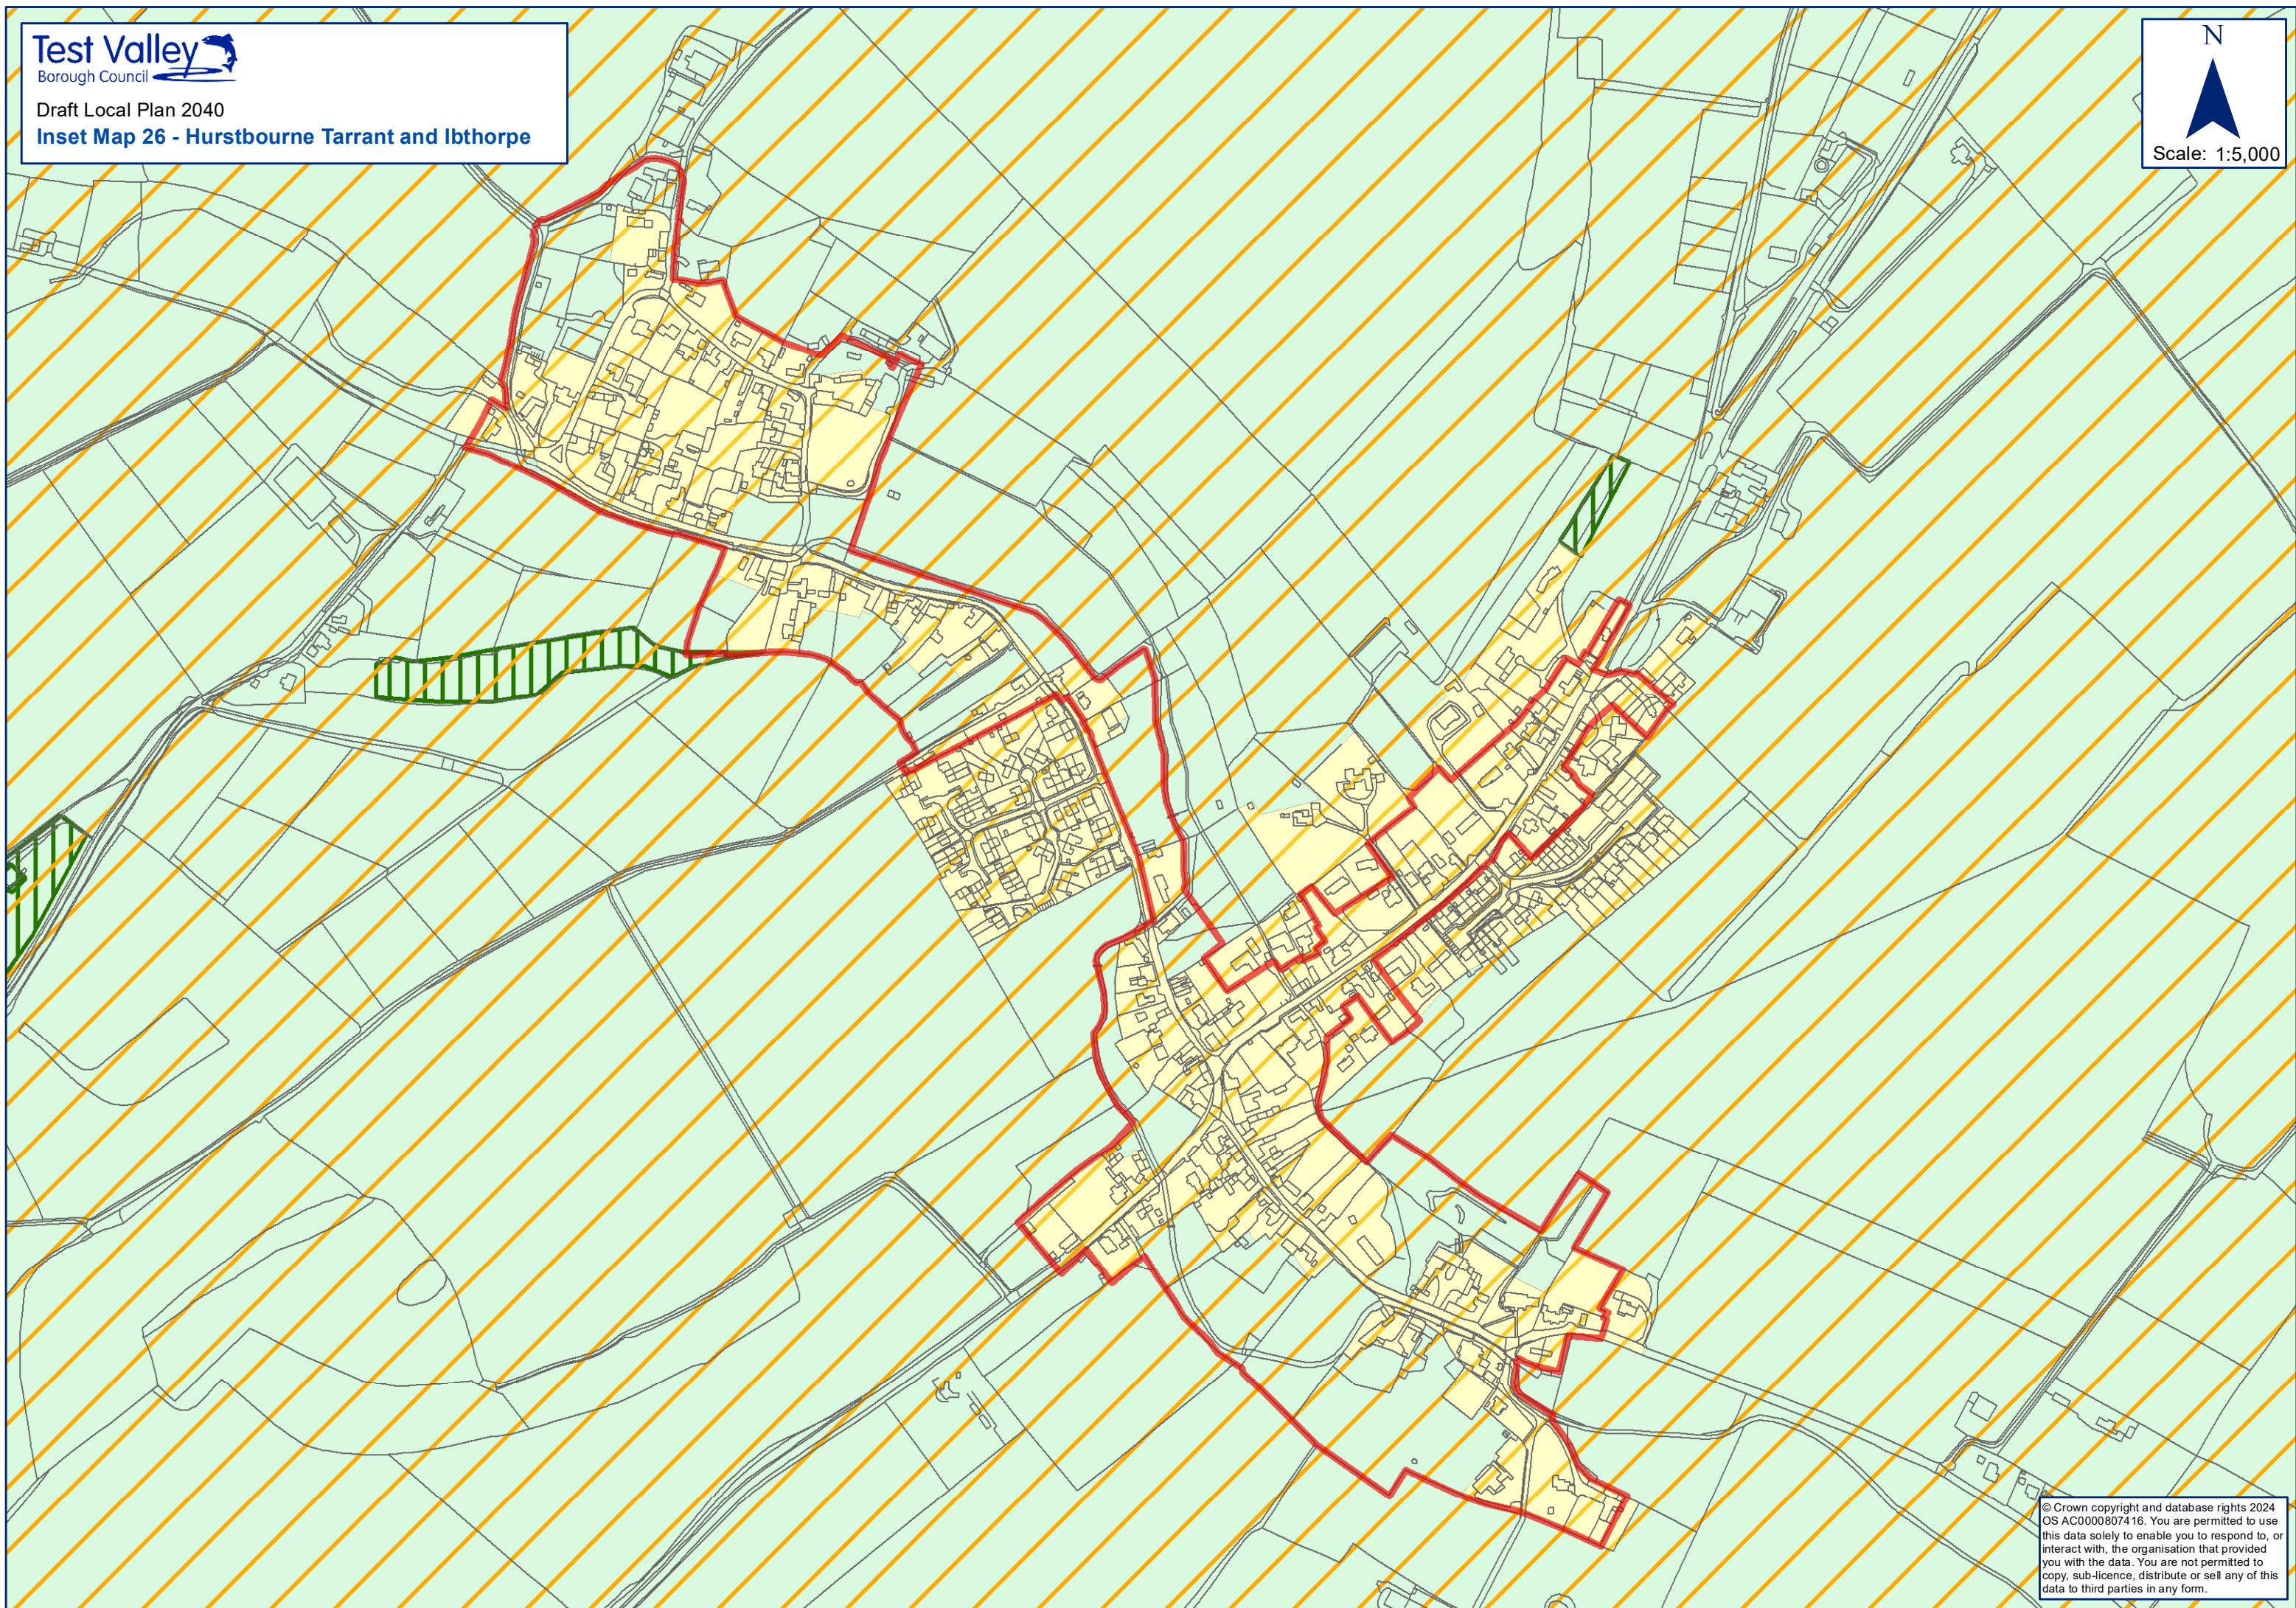 Test Valley
Borough Council
Draft Local Plan 2040
Inset Map 26 - Hurstbourne Tarrant and Ibthorpe
N
Scale: 1:5,000
© Crown copyright and database rights 2024
OS AC0000807416. You are permitted to use
this data solely to enable you to respond to, or
interact with, the organisation that provided
you with the data. You are not permitted to
copy, sub-licence, distribute or sell any of this
data to third parties in any form.